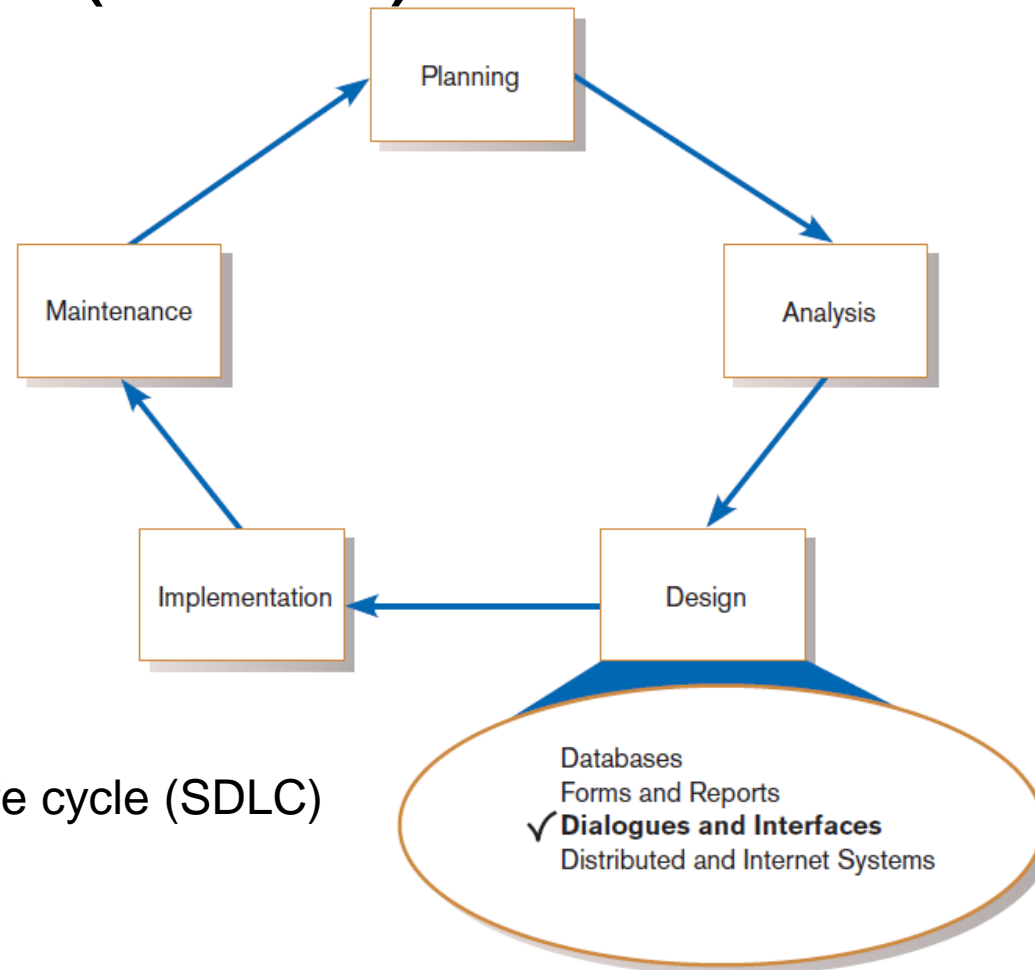 Planning
Maintenance
Analysis
Implementation
Design
cycle (SDLC)
Databases
Forms and Reports
✓ Dialogues and Interfaces
Distributed and Internet Systems